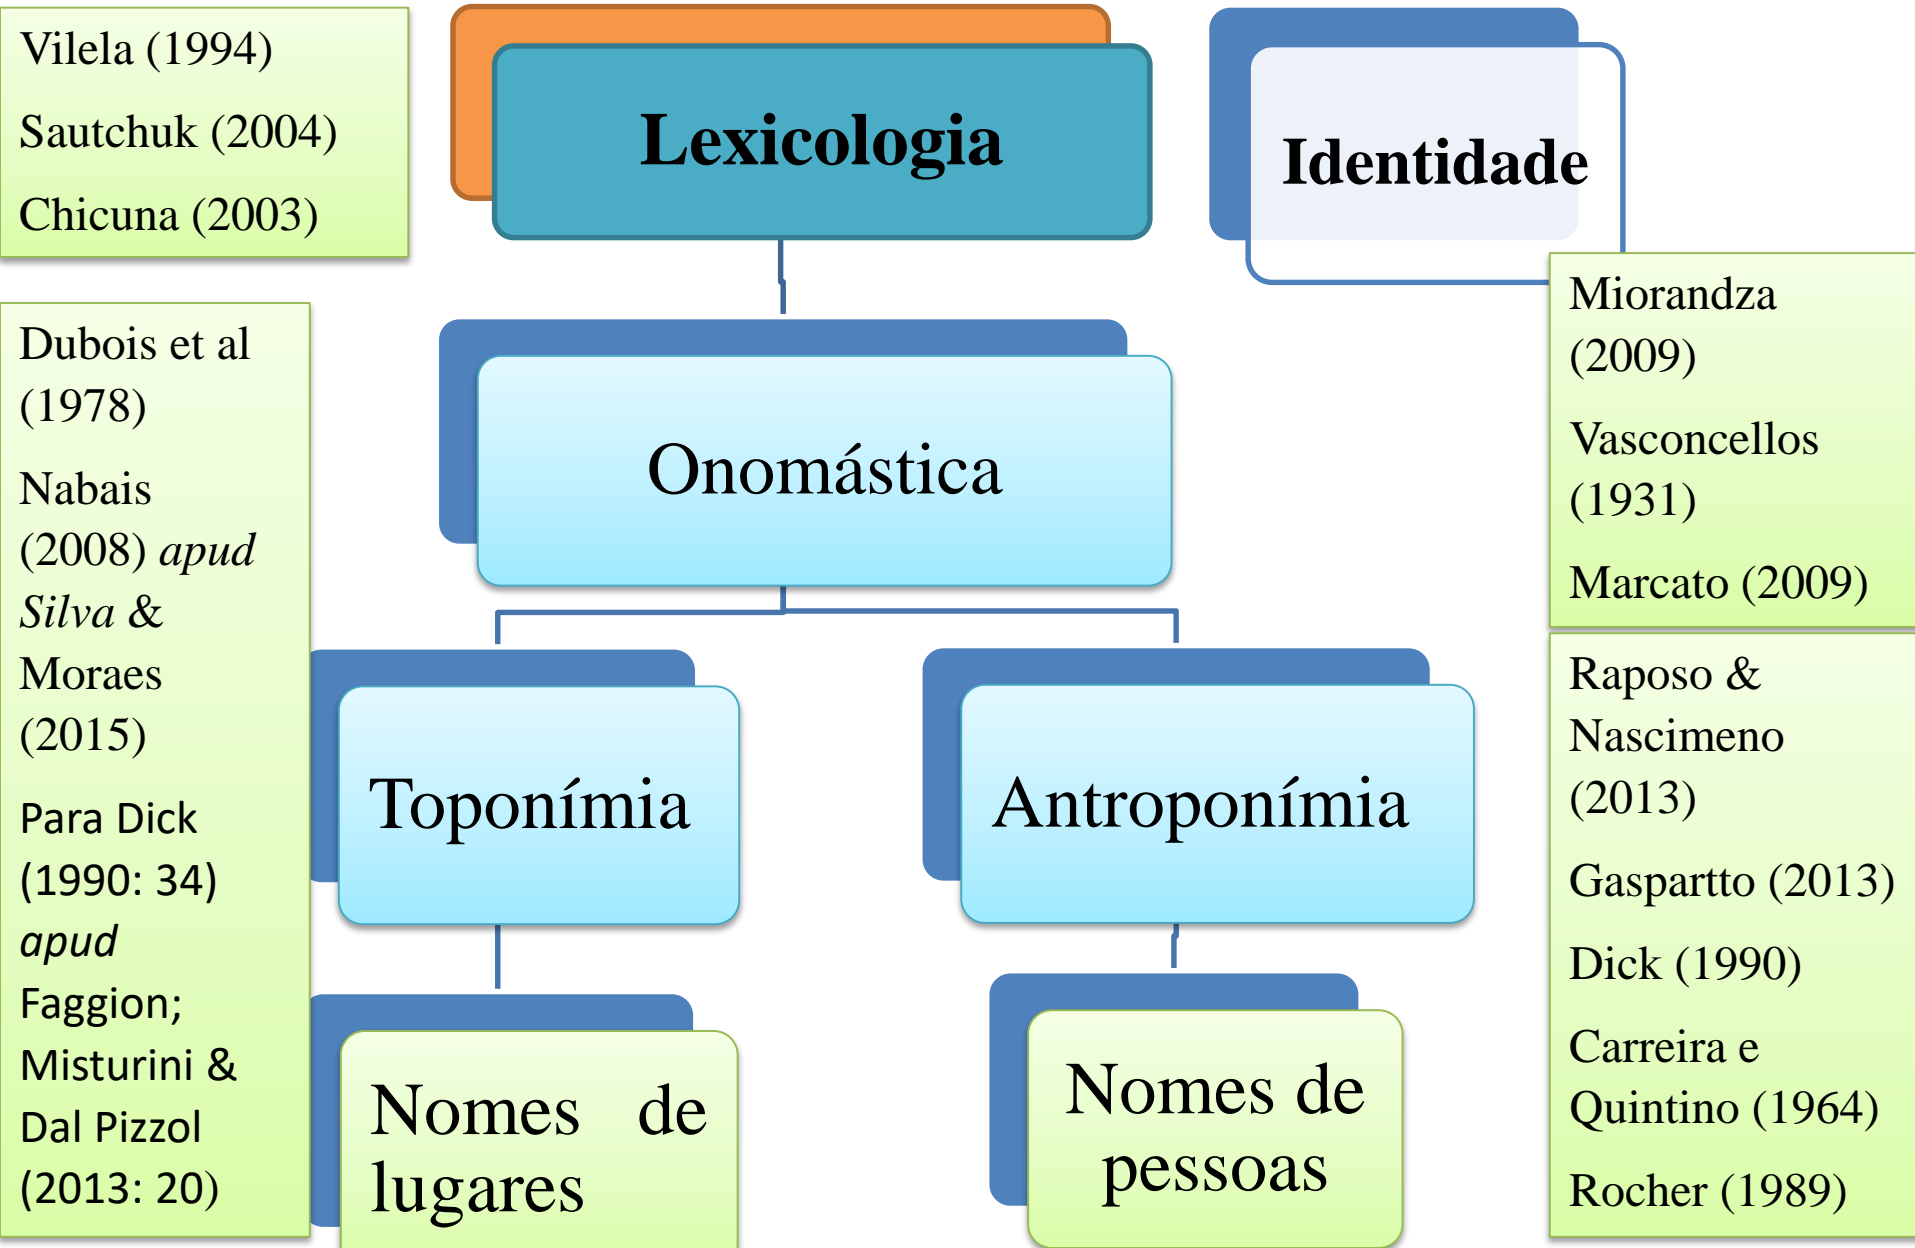 Vilela (1994)
Sautchuk (2004)
Chicuna (2003)
Lexicologia
Identidade
Dubois et al
(1978)
Nabais
(2008) apud
Silva &
Moraes
(2015)
Para Dick
(1990: 34)
apud
Faggion;
Misturini &
Dal Pizzol
(2013: 20)
Onomástica
Miorandza
(2009)
Vasconcellos
(1931)
Marcato (2009)
Toponímia
Antroponímia
Raposo &
Nascimeno
(2013)
Gaspartto (2013)
Dick (1990)
Carreira e
Quintino (1964)
Rocher (1989)
Nomes de
lugares
Nomes de
pessoas